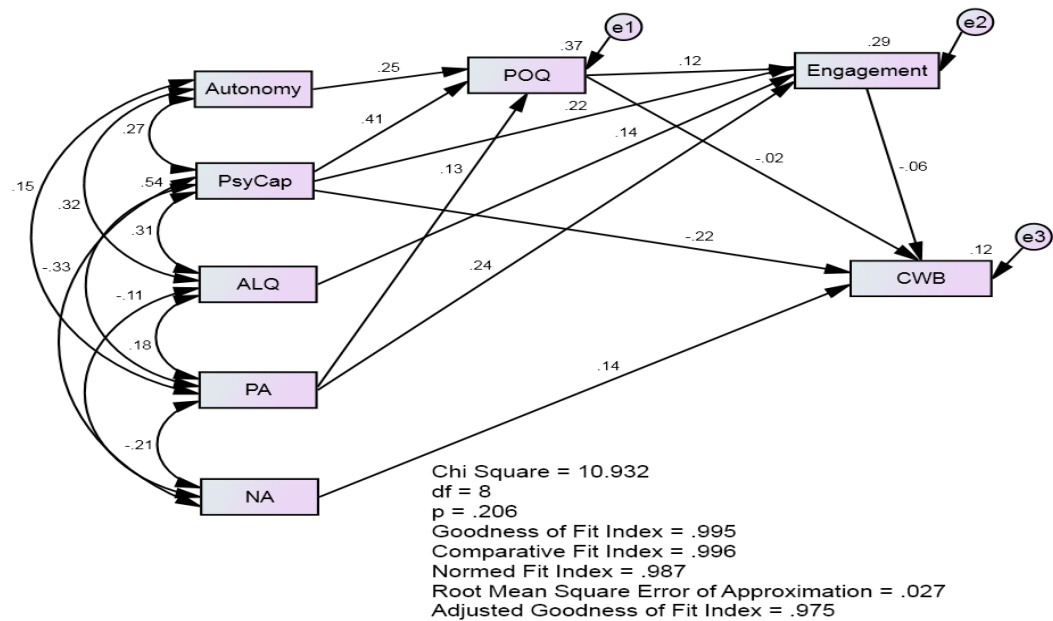 e1
e2
.37
.29
POQ
.12
Engagement
.25
Autonomy
.22
.41
.14
.27
.13
-.02
-.06
.15
.54
PsyCap
.32
.31
-.22
e3
.12
-.33
ALQ
.24
CWB
-.11
.18
.14
PA
-.21
NA
Chi Square = 10.932
df = 8
p = .206
Goodness of Fit Index = .995
Comparative Fit Index = .996
Normed Fit Index = .987
Root Mean Square Error of Approximation = .027
Adjusted Goodness of Fit Index = .975